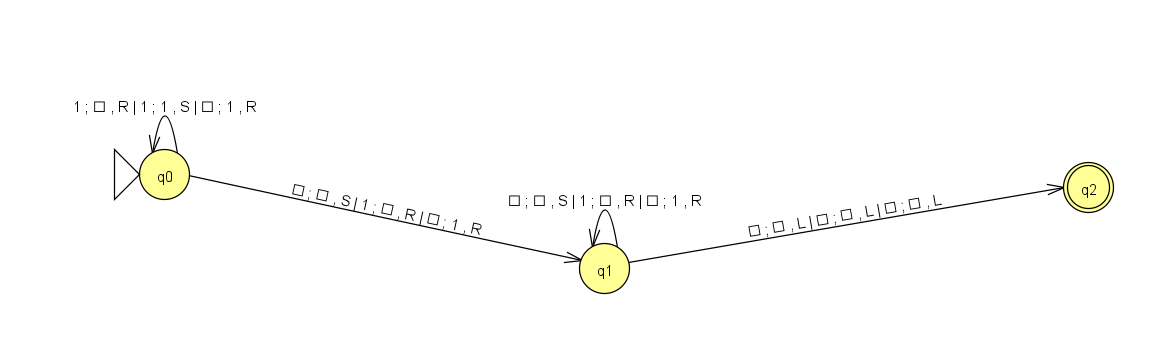 1 ; □ , R | 1 ; 1 , S | □ ; 1 , R
q0
□ ; □ , S | 1 ; □ , R | □ ; 1 , R
□ ; □ , S | 1 ; □ , R | □ ; 1 , R
q1
□ ; □ , L | □ ; □ , L | □ ; □ , L
q2